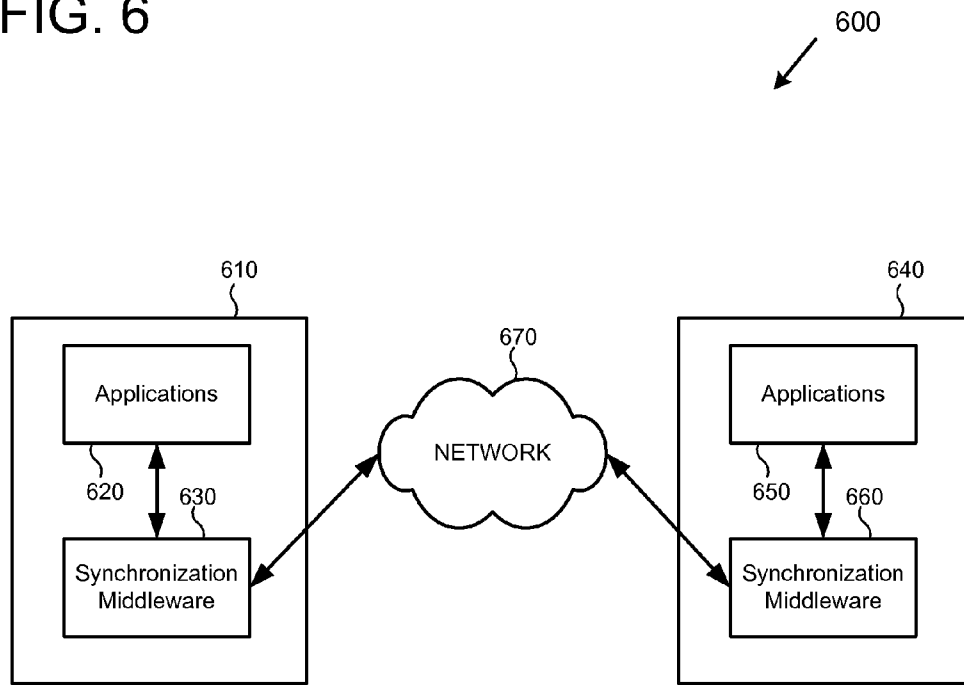 FIG. 6
600
610
640
670
Applications
NETWORK
Applications
620
630
650
660
Synchronization
Middleware
Synchronization
Middleware